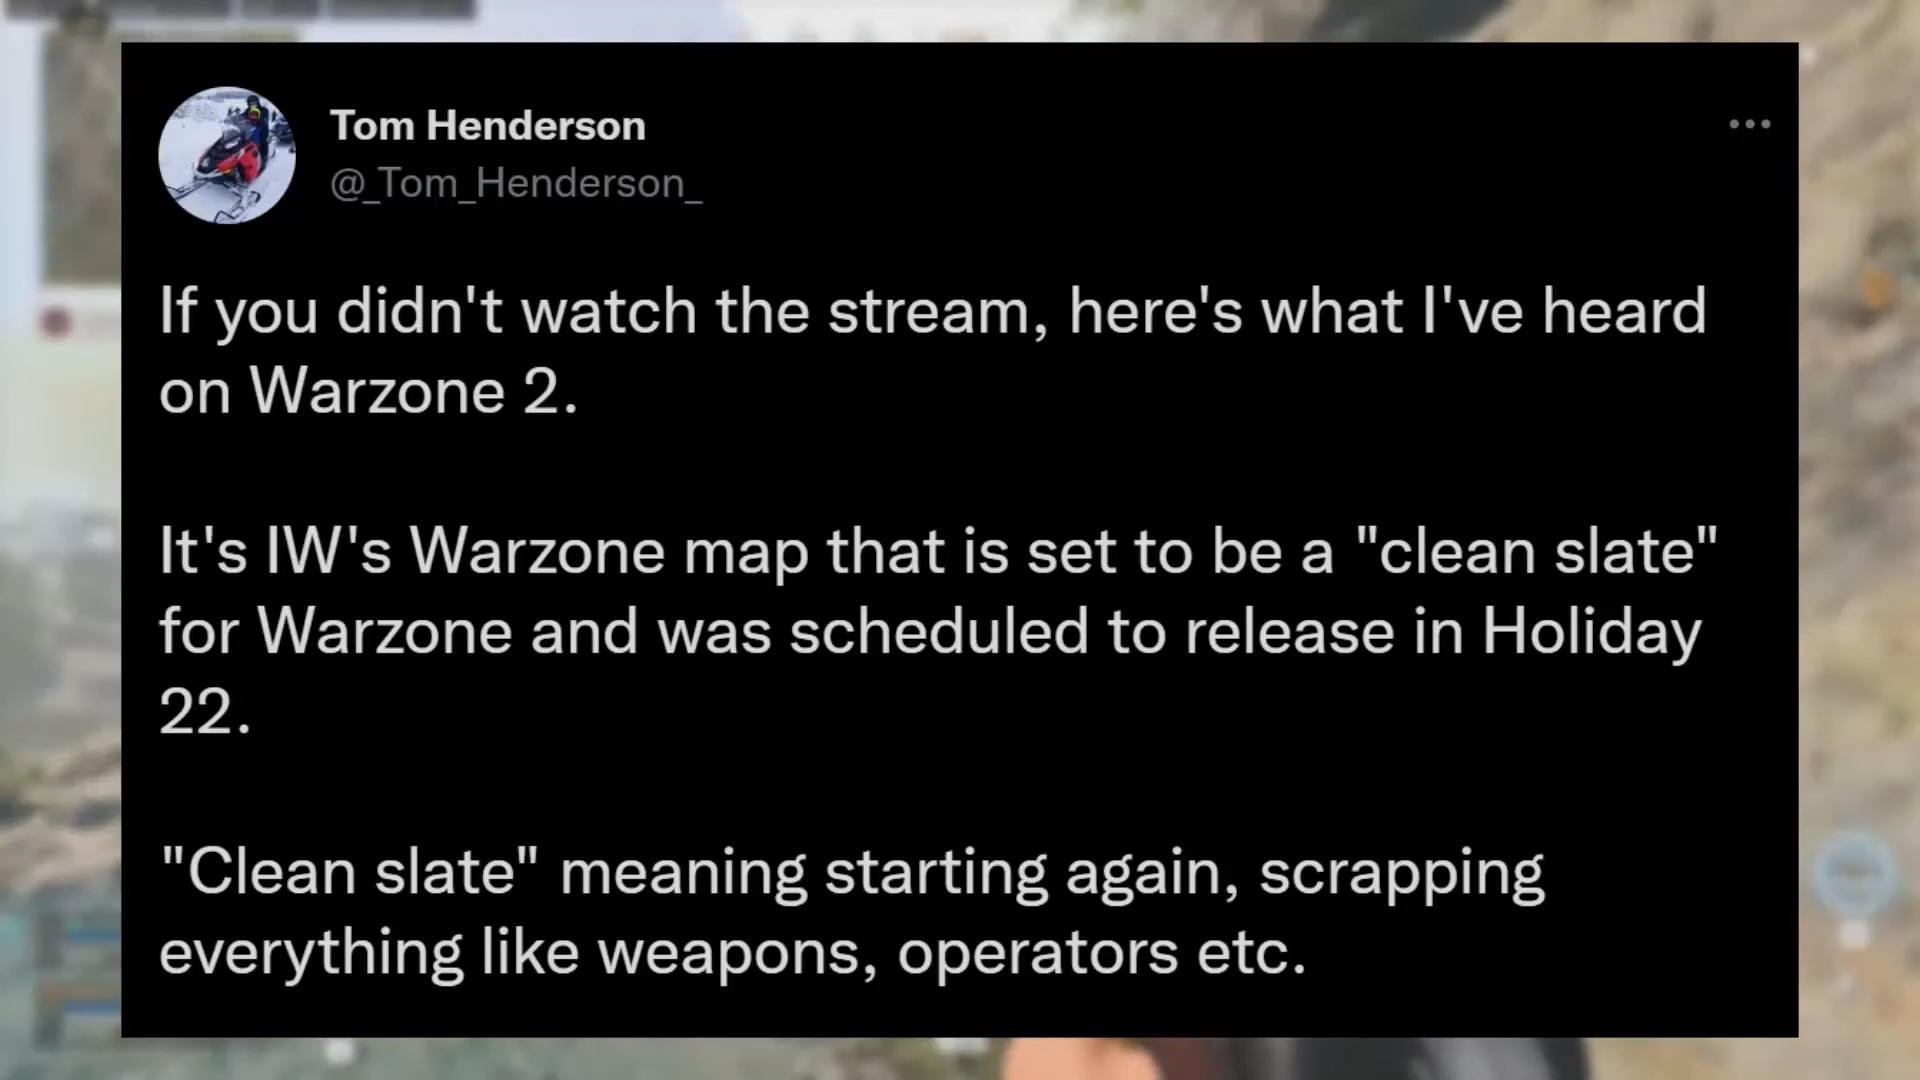 Tom Henderson
@_Tom_Henderson_
If you didn't watch the stream, here's what I've heard
on Warzone 2.
It's IW's Warzone map that is set to be a "clean slate"
for Warzone and was scheduled to release in Holiday
22.
"Clean slate" meaning starting again, scrapping
everything like weapons, operators etc.